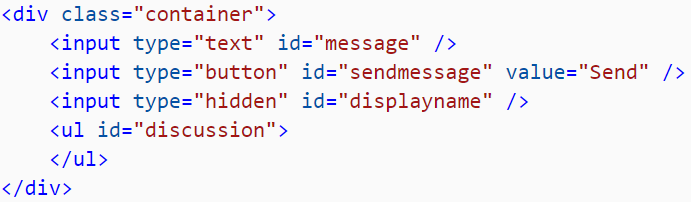 <div class="container">
    <input type="text" id="message" />
    <input type="button" id="sendmessage" value="Send" />
    <input type="hidden" id="displayname" />
    <ul id="discussion">
    </ul>
</div>